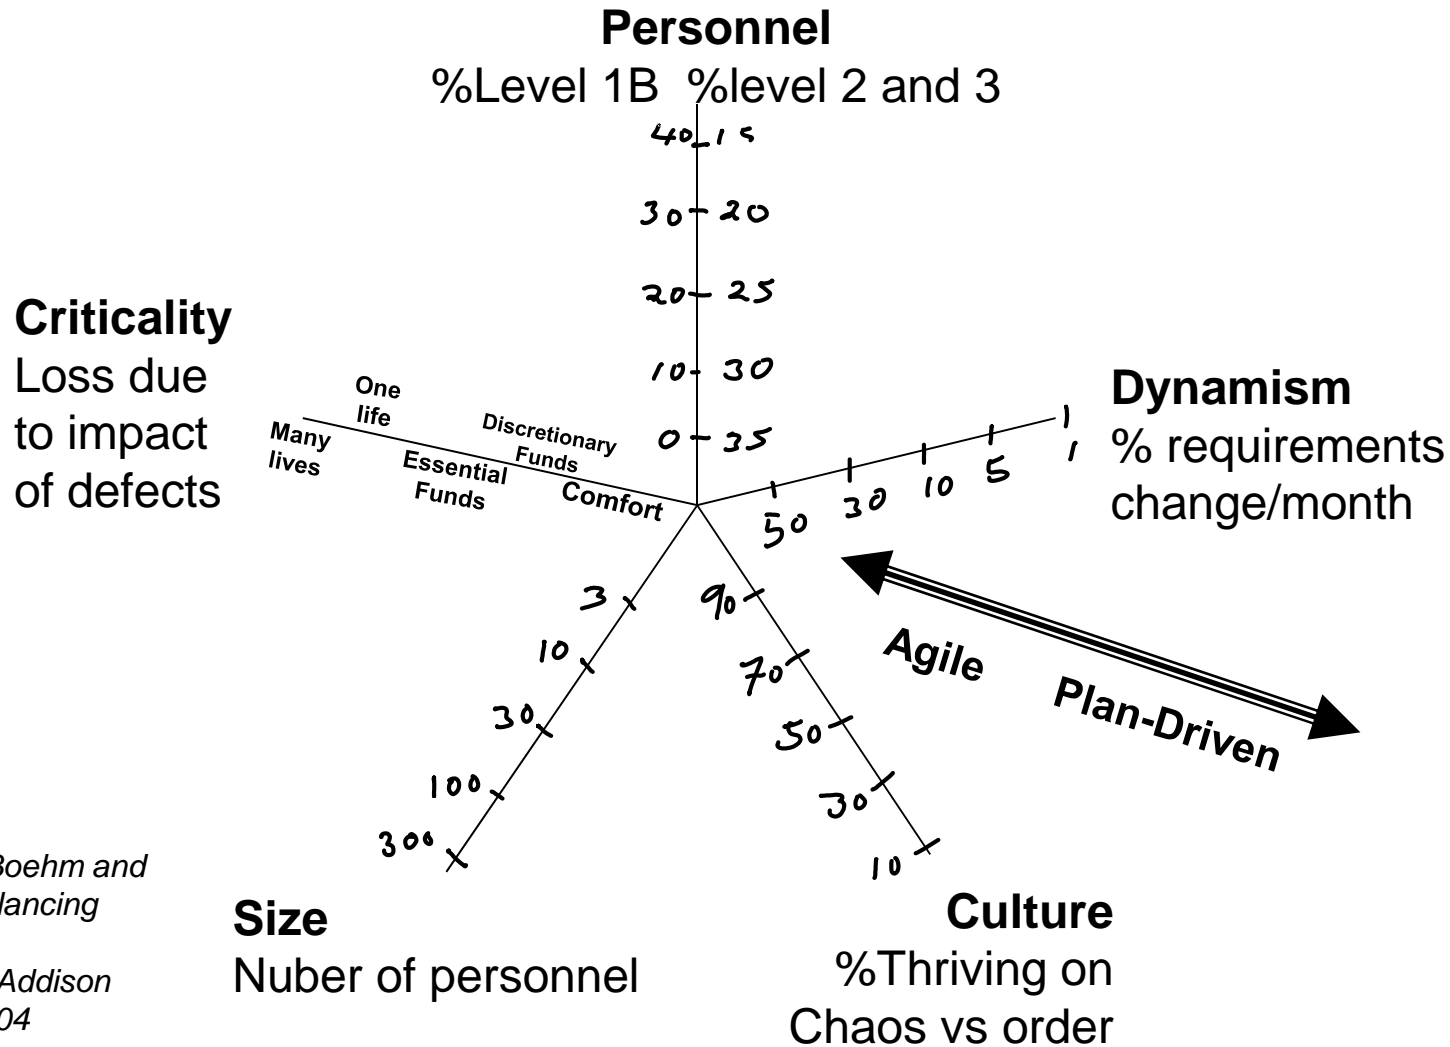 Personnel
%Level 1B %level 2 and 3
40 15
30 20
20 25
10 30
0 35
Criticality
Loss due
to impact
of defects
One
life
Many
lives
Discretionary
Funds
Essential
Funds
Comfort
Dynamism
% requirements
change/month
50
30
10
5
1
3
10
30
100
300
90
70
50
30
10
Agile
Plan-Driven
Boehm and
lancing
Addison
04
Size
Nuber of personnel
Culture
%Thriving on
Chaos vs order